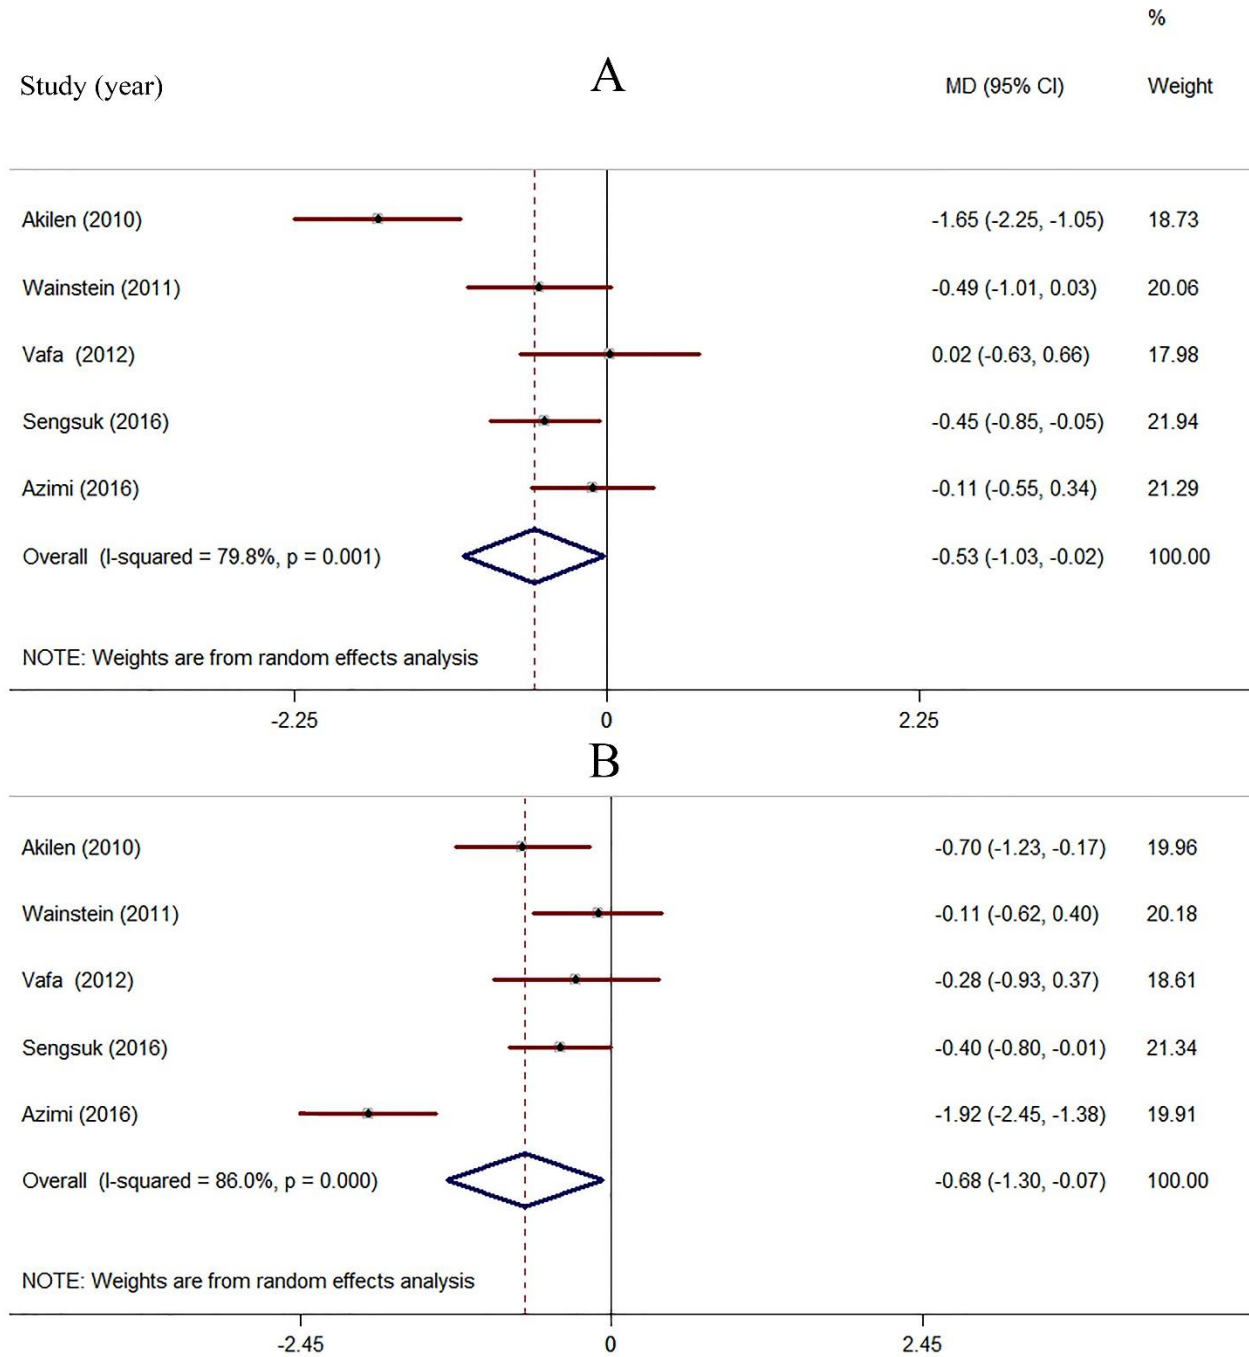 %
Study (year) A MD (95% CI) Weight
Akilen (2010) -1.65 (-2.25, -1.05) 18.73
Wainstein (2011) -0.49 (-1.01, 0.03) 20.06
Vafa (2012) 0.02 (-0.63, 0.66) 17.98
Sengsuk (2016) -0.45 (-0.85, -0.05) 21.94
Azimi (2016) -0.11 (-0.55, 0.34) 21.29
Overall (I-squared = 79.8%, p = 0.001) -0.53 (-1.03, -0.02) 100.00
NOTE: Weights are from random effects analysis
-2.25 0 2.25
B
Akilen (2010) -0.70 (-1.23, -0.17) 19.96
Wainstein (2011) -0.11 (-0.62, 0.40) 20.18
Vafa (2012) -0.28 (-0.93, 0.37) 18.61
Sengsuk (2016) -0.40 (-0.80, -0.01) 21.34
Azimi (2016) -1.92 (-2.45, -1.38) 19.91
Overall (I-squared = 86.0%, p = 0.000) -0.68 (-1.30, -0.07) 100.00
NOTE: Weights are from random effects analysis
-2.45 0 2.45